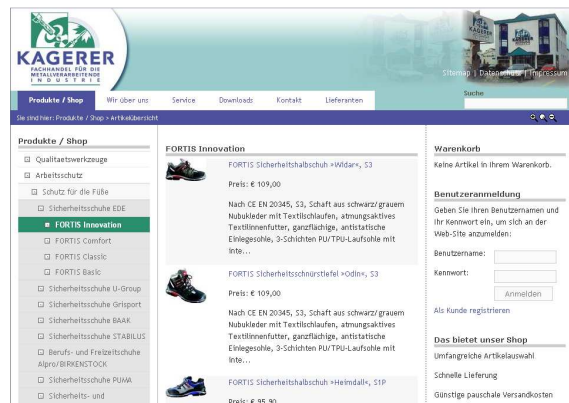 KAGERER
FACHHANDEL FÜR DIE
METALLVERARBEITENDE
INDUSTRIE
Sitemap | Datenschutz | Impressum
Produkte / Shop
Wir über uns
Service
Downloads
Kontakt
Lieferanten
Suche
Sie sind hier: Produkte / Shop > Artikelübersicht
Produkte / Shop
Qualitaetswerkzeuge
Arbeitsschutz
Schutz für die Füße
Sicherheitsschuhe EDE
FORTIS Innovation
FORTIS Comfort
FORTIS Classic
FORTIS Basic
Sicherheitsschuhe U-Group
Sicherheitsschuhe Grisport
Sicherheitsschuhe BAAK
Sicherheitsschuhe STABILUS
Berufs- und Freizeitschuhe
Alpro/BIRKENSTOCK
Sicherheitsschuhe PUMA
Sicherheits- und
FORTIS Innovation
FORTIS Sicherheitshalbschuh »Widar«, S3
Preis: € 109,00
Nach CE EN 20345, S3, Schaft aus schwarz/grauem
Nubukleder mit Textilschlaufen, atmungsaktives
Textilinnenfutter, ganzflächige, antistatische
Einlegesohle, 3-Schichten PU/TPU-Laufsohle mit
inte...
FORTIS Sicherheitsschnürstiefel »Odin«, S3
Preis: € 109,00
Nach CE EN 20345, S3, Schaft aus schwarz/grauem
Nubukleder mit Textilschlaufen, atmungsaktives
Textilinnenfutter, ganzflächige, antistatische
Einlegesohle, 3-Schichten PU/TPU-Laufsohle mit
inte...
FORTIS Sicherheitshalbschuh »Heimdall«, S1P
Preis: € 95,90
Warenkorb
Keine Artikel in Ihrem Warenkorb.
Benutzeranmeldung
Geben Sie Ihren Benutzernamen und
Ihr Kennwort ein, um sich an der
Web-Site anzumelden:
Benutzername:
Kennwort:
Anmelden
Als Kunde registrieren
Das bietet unser Shop
Umfangreiche Artikelauswahl
Schnelle Lieferung
Günstige pauschale Versandkosten